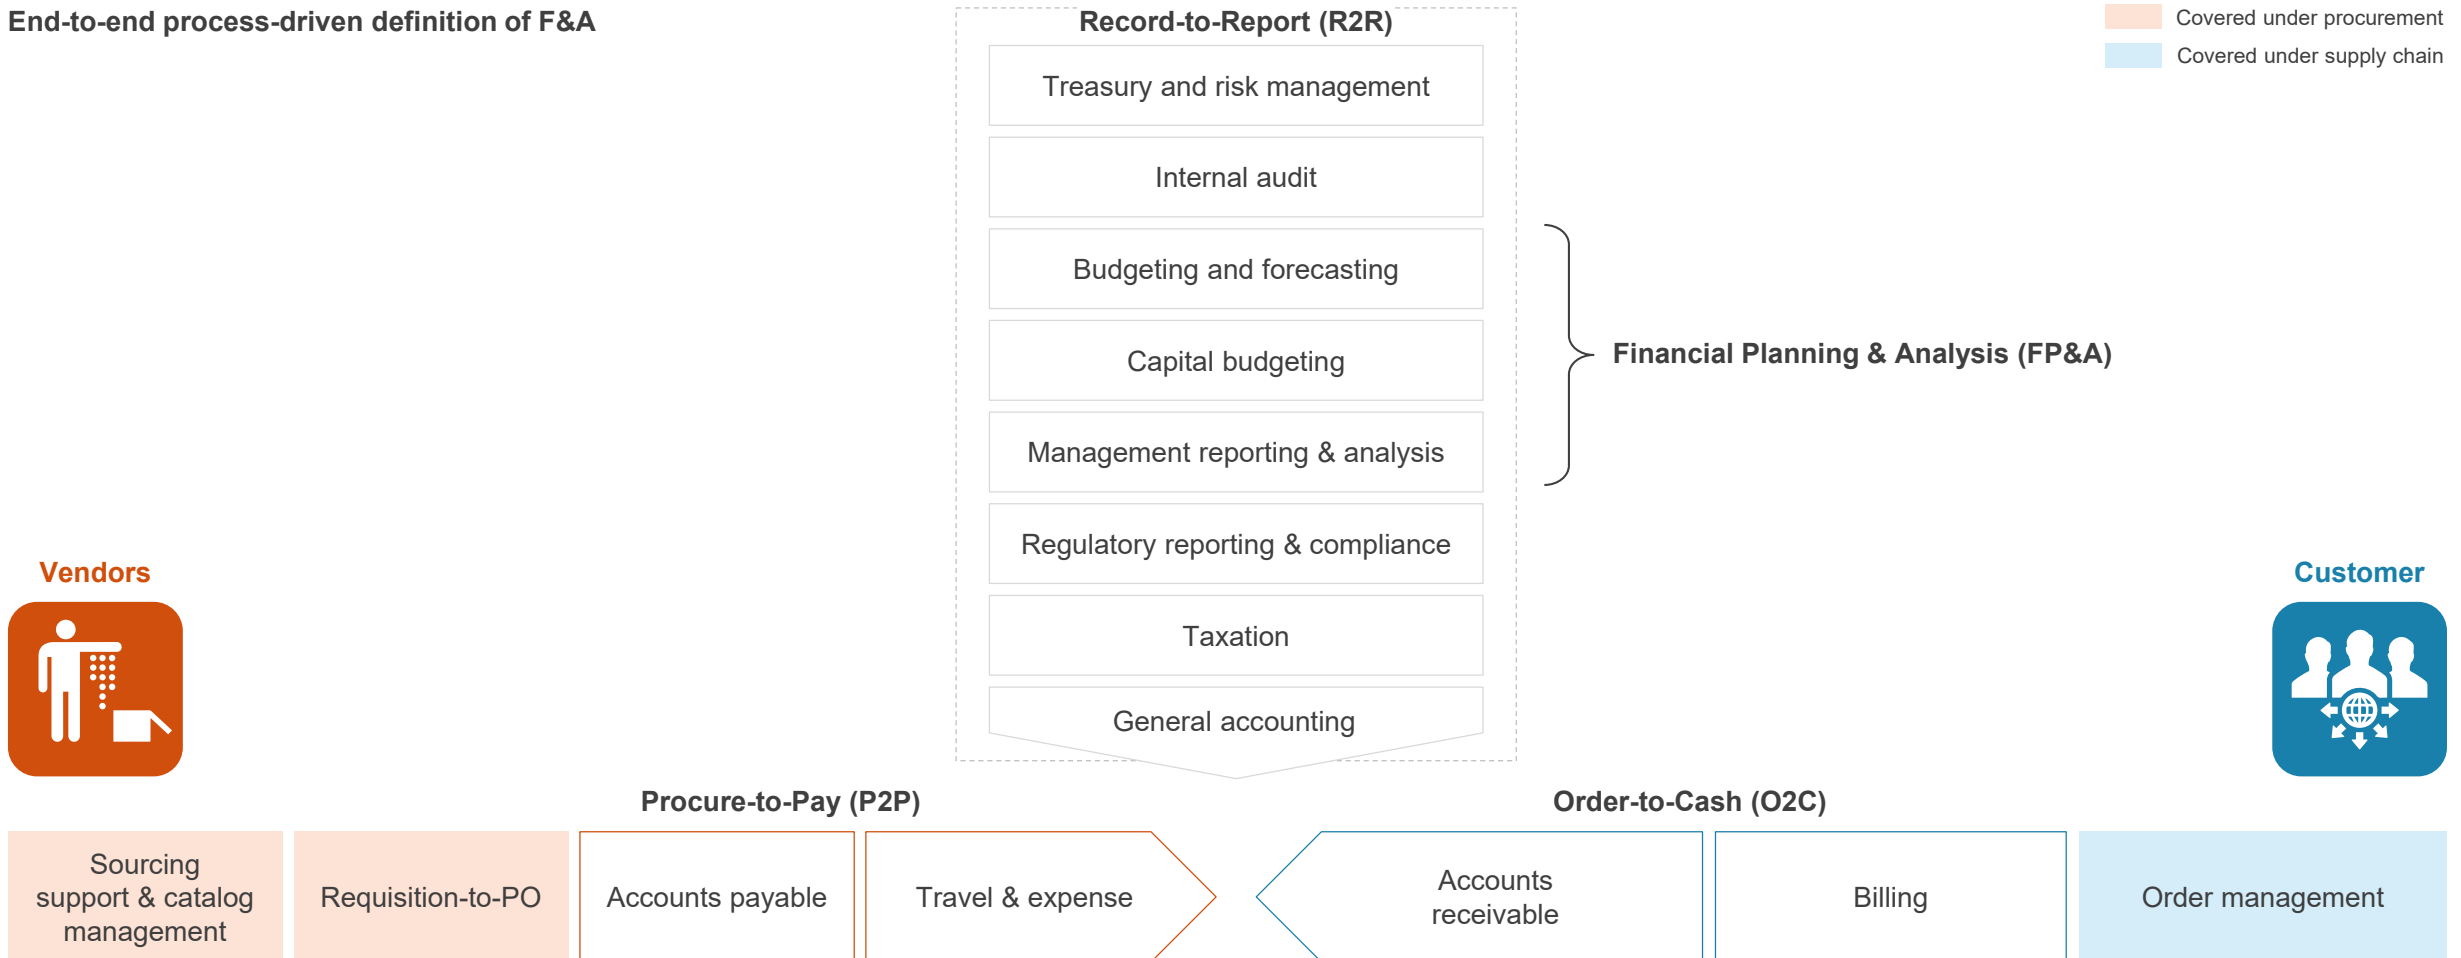 End-to-end process-driven definition of F&A
Record-to-Report (R2R)
Covered under procurement
Covered under supply chain
Treasury and risk management
Internal audit
Budgeting and forecasting
Capital budgeting
Management reporting & analysis
Financial Planning & Analysis (FP&A)
Regulatory reporting & compliance
Taxation
General accounting
Vendors
Customer
Procure-to-Pay (P2P)
Order-to-Cash (O2C)
Sourcing
support & catalog
management
Requisition-to-PO
Accounts payable
Travel & expense
Accounts
receivable
Billing
Order management